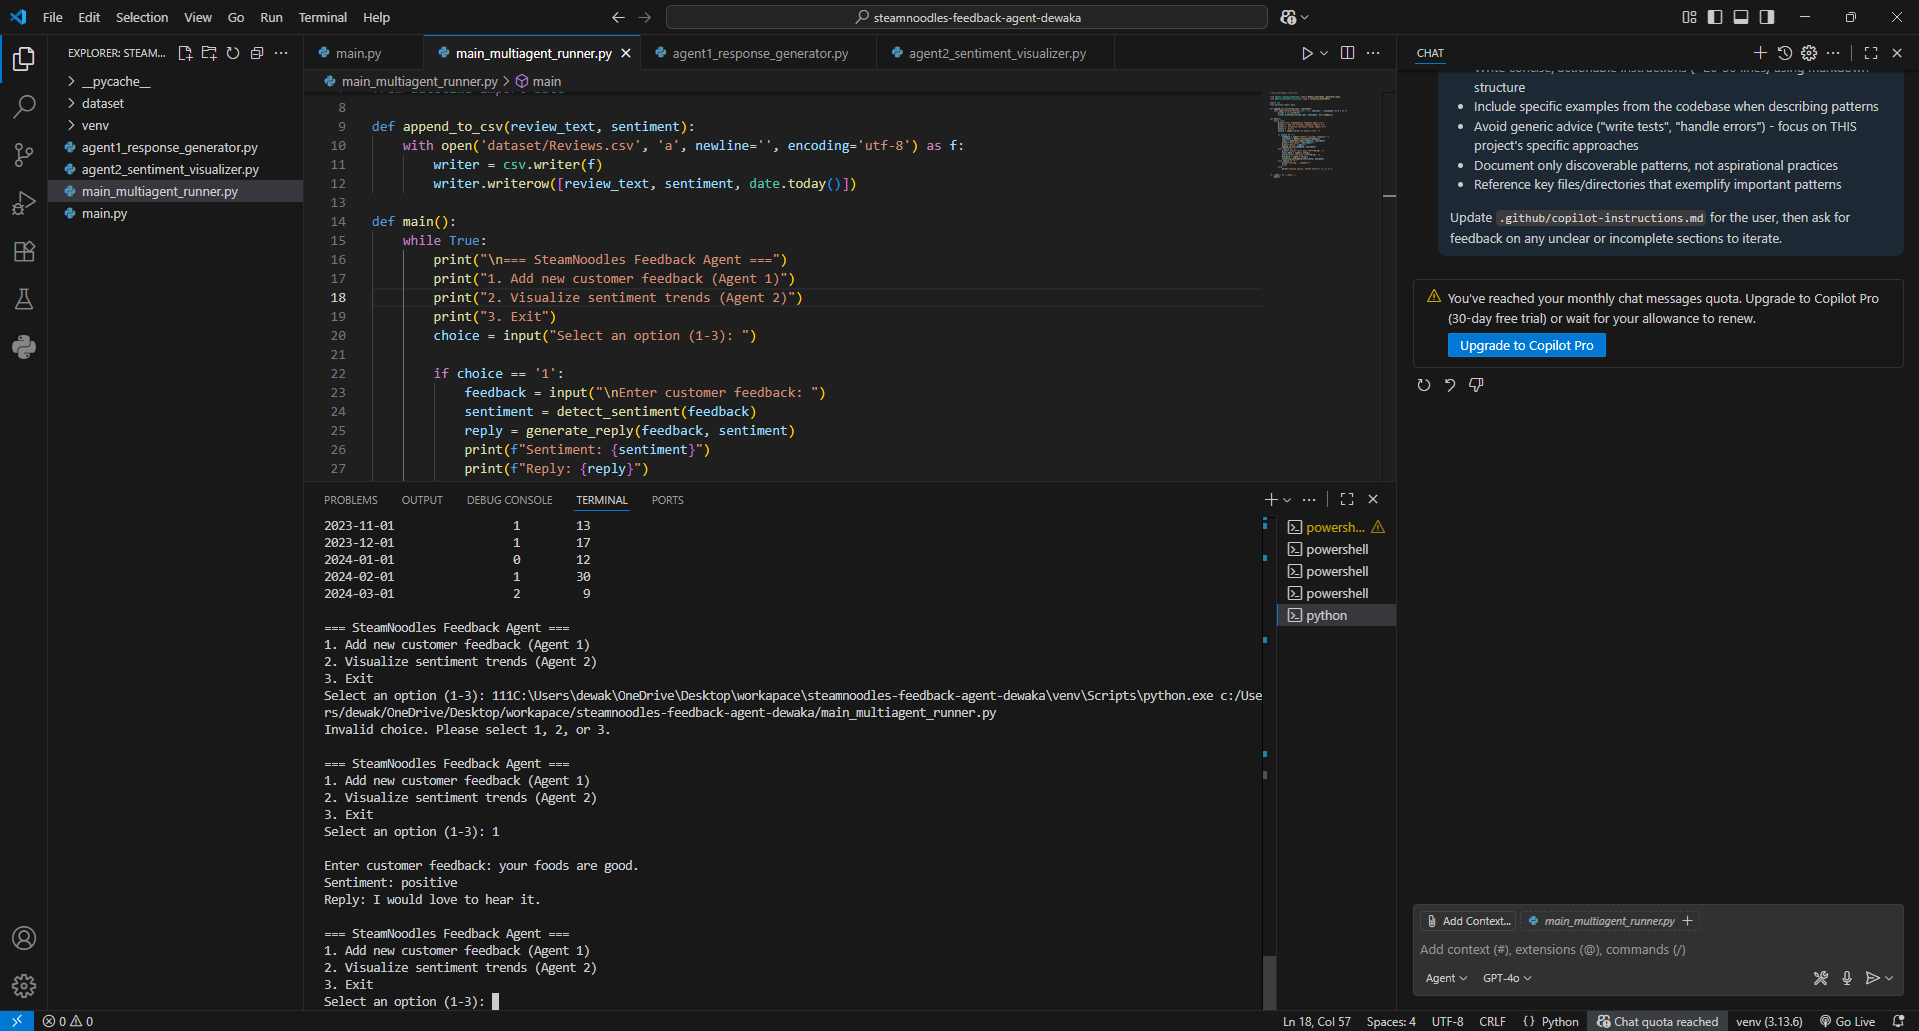 File Edit Selection View Go Run Terminal Help
steamnoodles-feedback-agent-dewaka
EXPLORER: STEAM...
__pycache__
dataset
venv
agent1_response_generator.py
agent2_sentiment_visualizer.py
main_multiagent_runner.py
main.py
main.py main_multiagent_runner.py agent1_response_generator.py agent2_sentiment_visualizer.py
main_multiagent_runner.py > main
8
9 def append_to_csv(review_text, sentiment):
10 with open('dataset/Reviews.csv', 'a', newline='', encoding='utf-8') as f:
11 writer = csv.writer(f)
12 writer.writerow([review_text, sentiment, date.today()])
13
14 def main():
15 while True:
16 print("\n=== SteamNoodles Feedback Agent ===")
17 print("1. Add new customer feedback (Agent 1)")
18 print("2. Visualize sentiment trends (Agent 2)")
19 print("3. Exit")
20 choice = input("Select an option (1-3): ")
21
22 if choice == '1':
23 feedback = input("\nEnter customer feedback: ")
24 sentiment = detect_sentiment(feedback)
25 reply = generate_reply(feedback, sentiment)
26 print(f"Sentiment: {sentiment}")
27 print(f"Reply: {reply}")
PROBLEMS OUTPUT DEBUG CONSOLE TERMINAL PORTS
2023-11-01 1 13
2023-12-01 1 17
2024-01-01 0 12
2024-02-01 1 30
2024-03-01 2 9
=== SteamNoodles Feedback Agent ===
1. Add new customer feedback (Agent 1)
2. Visualize sentiment trends (Agent 2)
3. Exit
Select an option (1-3): 111C:\Users\dewak\OneDrive\Desktop\workapace\steamnoodles-feedback-agent-dewaka\venv\Scripts\python.exe c:/Use
rs/dewak/OneDrive/Desktop/workapace/steamnoodles-feedback-agent-dewaka/main_multiagent_runner.py
Invalid choice. Please select 1, 2, or 3.
=== SteamNoodles Feedback Agent ===
1. Add new customer feedback (Agent 1)
2. Visualize sentiment trends (Agent 2)
3. Exit
Select an option (1-3): 1
Enter customer feedback: your foods are good.
Sentiment: positive
Reply: I would love to hear it.
=== SteamNoodles Feedback Agent ===
1. Add new customer feedback (Agent 1)
2. Visualize sentiment trends (Agent 2)
3. Exit
Select an option (1-3):
powersh...
powershell
powershell
powershell
python
CHAT
structure
Include specific examples from the codebase when describing patterns
Avoid generic advice ("write tests", "handle errors") - focus on THIS
project's specific approaches
Document only discoverable patterns, not aspirational practices
Reference key files/directories that exemplify important patterns
Update .github/copilot-instructions.md for the user, then ask for
feedback on any unclear or incomplete sections to iterate.
You've reached your monthly chat messages quota. Upgrade to Copilot Pro
(30-day free trial) or wait for your allowance to renew.
Upgrade to Copilot Pro
Add Context... main_multiagent_runner.py +
Add context (#), extensions (@), commands (/)
Agent GPT-4o
0 0
Ln 18, Col 57 Spaces: 4 UTF-8 CRLF {} Python Chat quota reached venv (3.13.6) Go Live